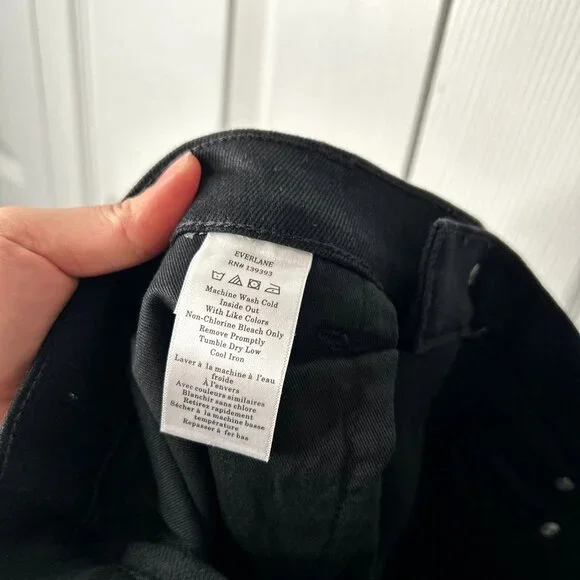 EVERLANE
RN# 139393
Machine Wash Cold
Inside Out
With Like Colors
Non-Chlorine Bleach Only
Remove Promptly
Tumble Dry Low
Cool Iron
Laver à la machine à l'eau
froide
À l'envers
Avec couleurs similaires
Blanchir sans chlore
Retirez rapidement
Sécher à la machine basse
température
Repasser à fer bas